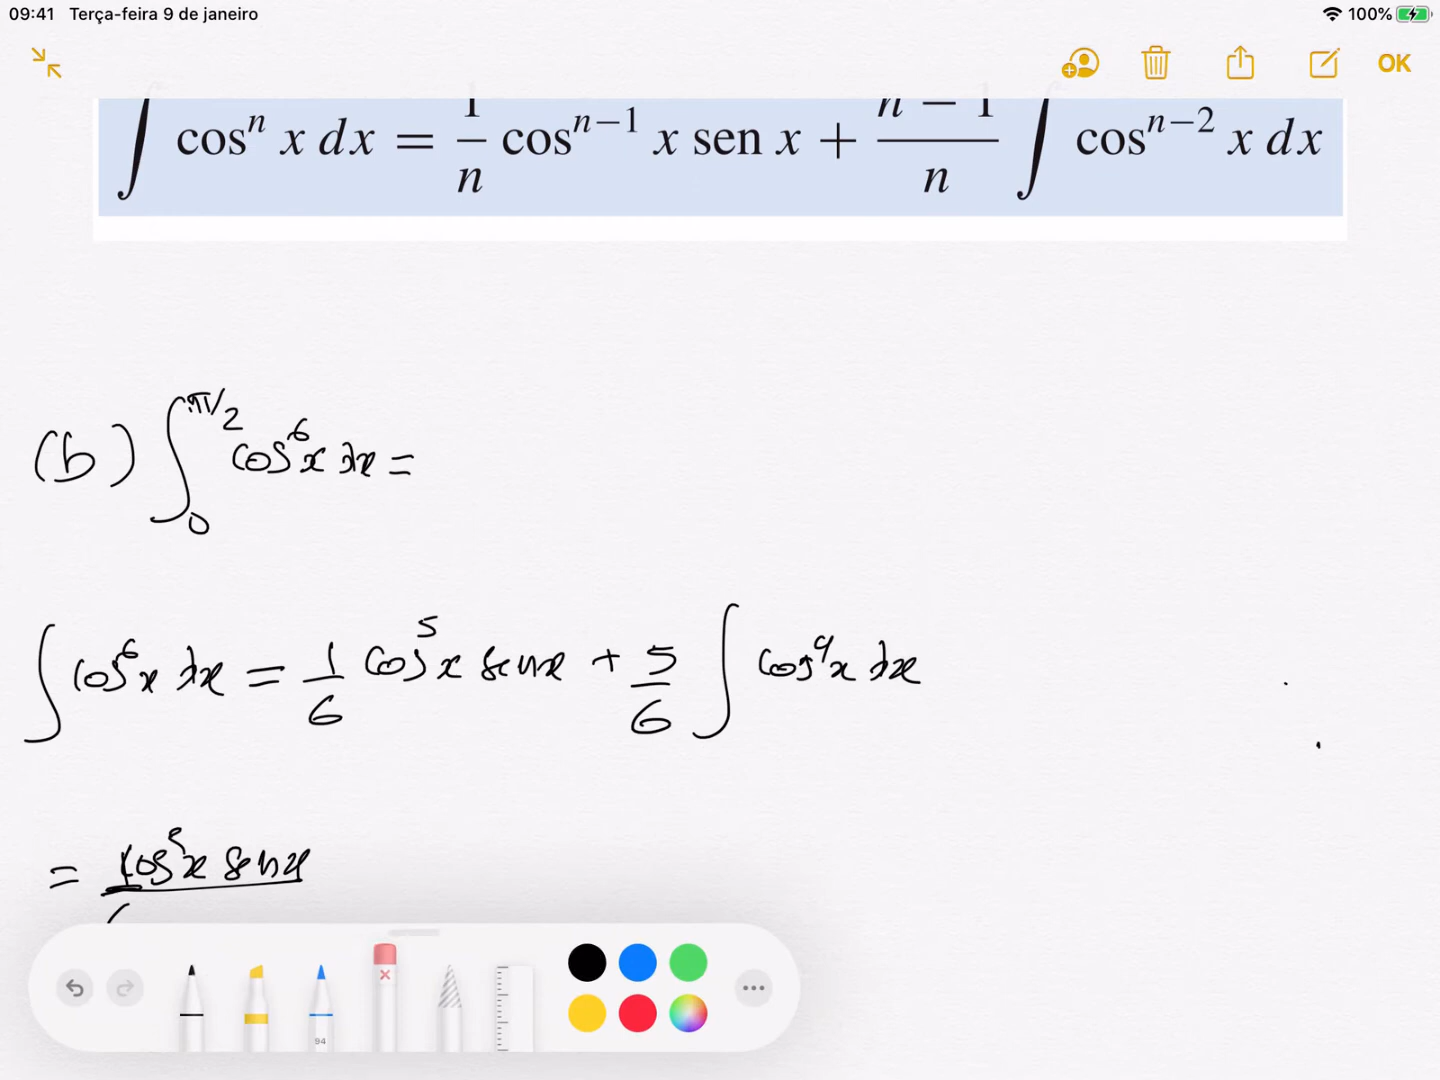 09:41 Terça-feira 9 de janeiro 100%
OK
∫ cosⁿ x dx = 1/n cosⁿ⁻¹ x sen x + n − 1/n ∫ cosⁿ⁻² x dx
(b) ∫₀^π/2 cos⁶x dx =
∫ cos⁶x dx = 1/6 cos⁵x senx + 5/6 ∫ cos⁴x dx
= cos⁵x senx
94